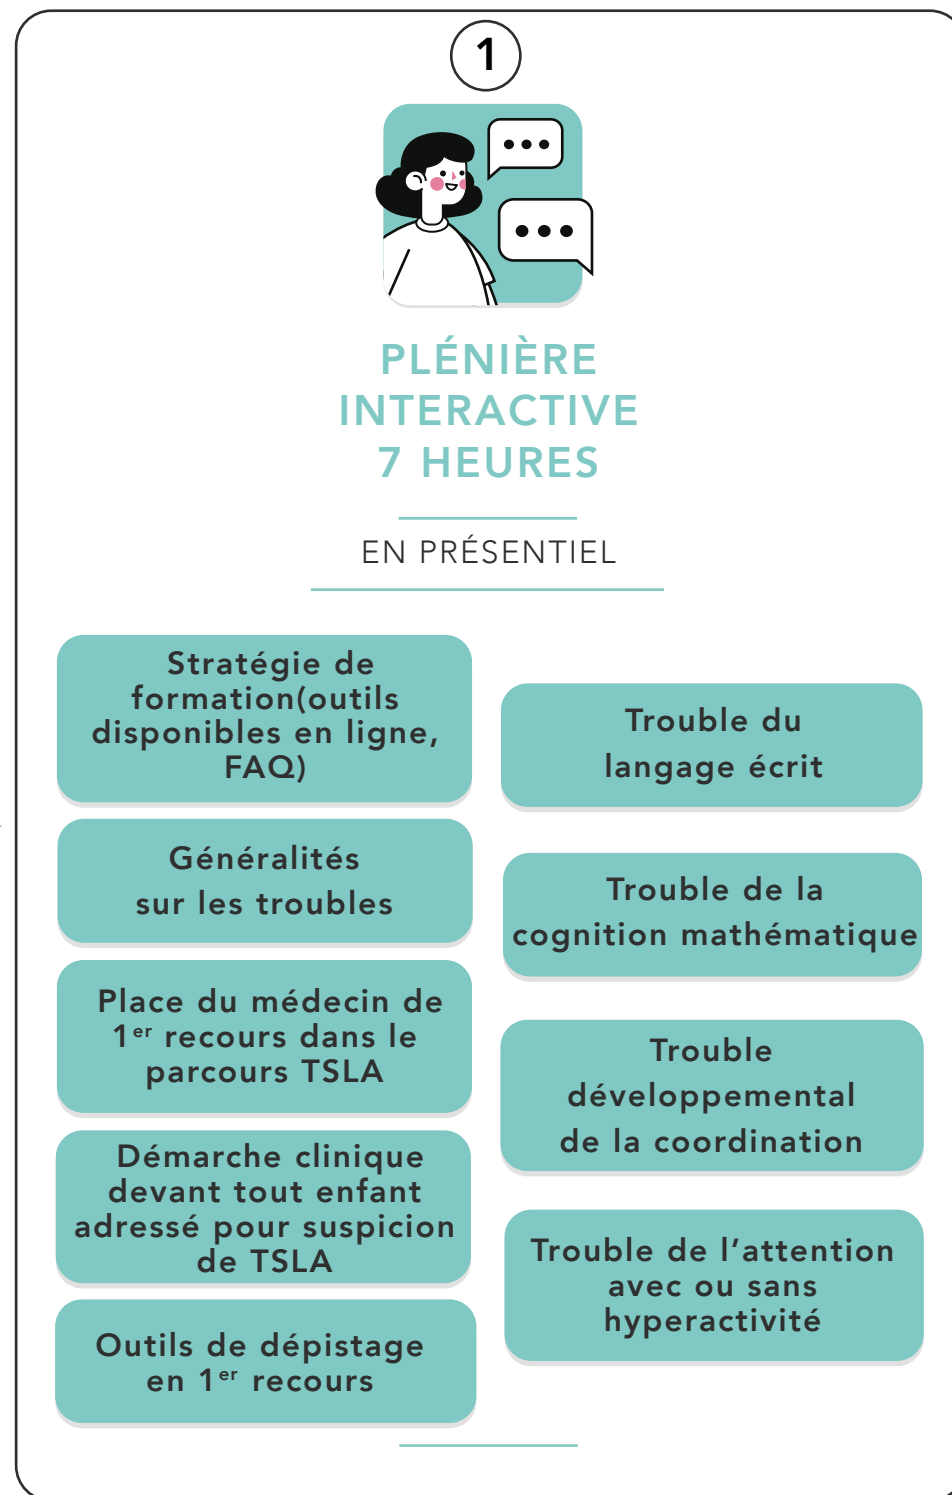 1
PLÉNIÈRE
INTERACTIVE
7 HEURES
EN PRÉSENTIEL
Stratégie de
formation(outils
disponibles en ligne,
FAQ)
Généralités
sur les troubles
Place du médecin de
1er recours dans le
parcours TSLA
Démarche clinique
devant tout enfant
adressé pour suspicion
de TSLA
Outils de dépistage
en 1er recours
Trouble du
langage écrit
Trouble de la
cognition mathématique
Trouble
développemental
de la coordination
Trouble de l’attention
avec ou sans
hyperactivité